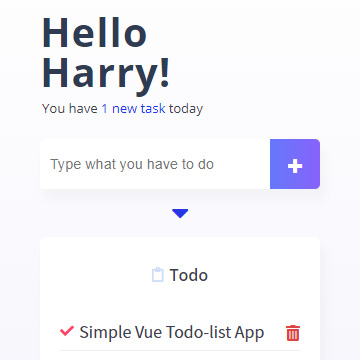 Hello
Harry!
You have 1 new task today
Type what you have to do
Todo
Simple Vue Todo-list App